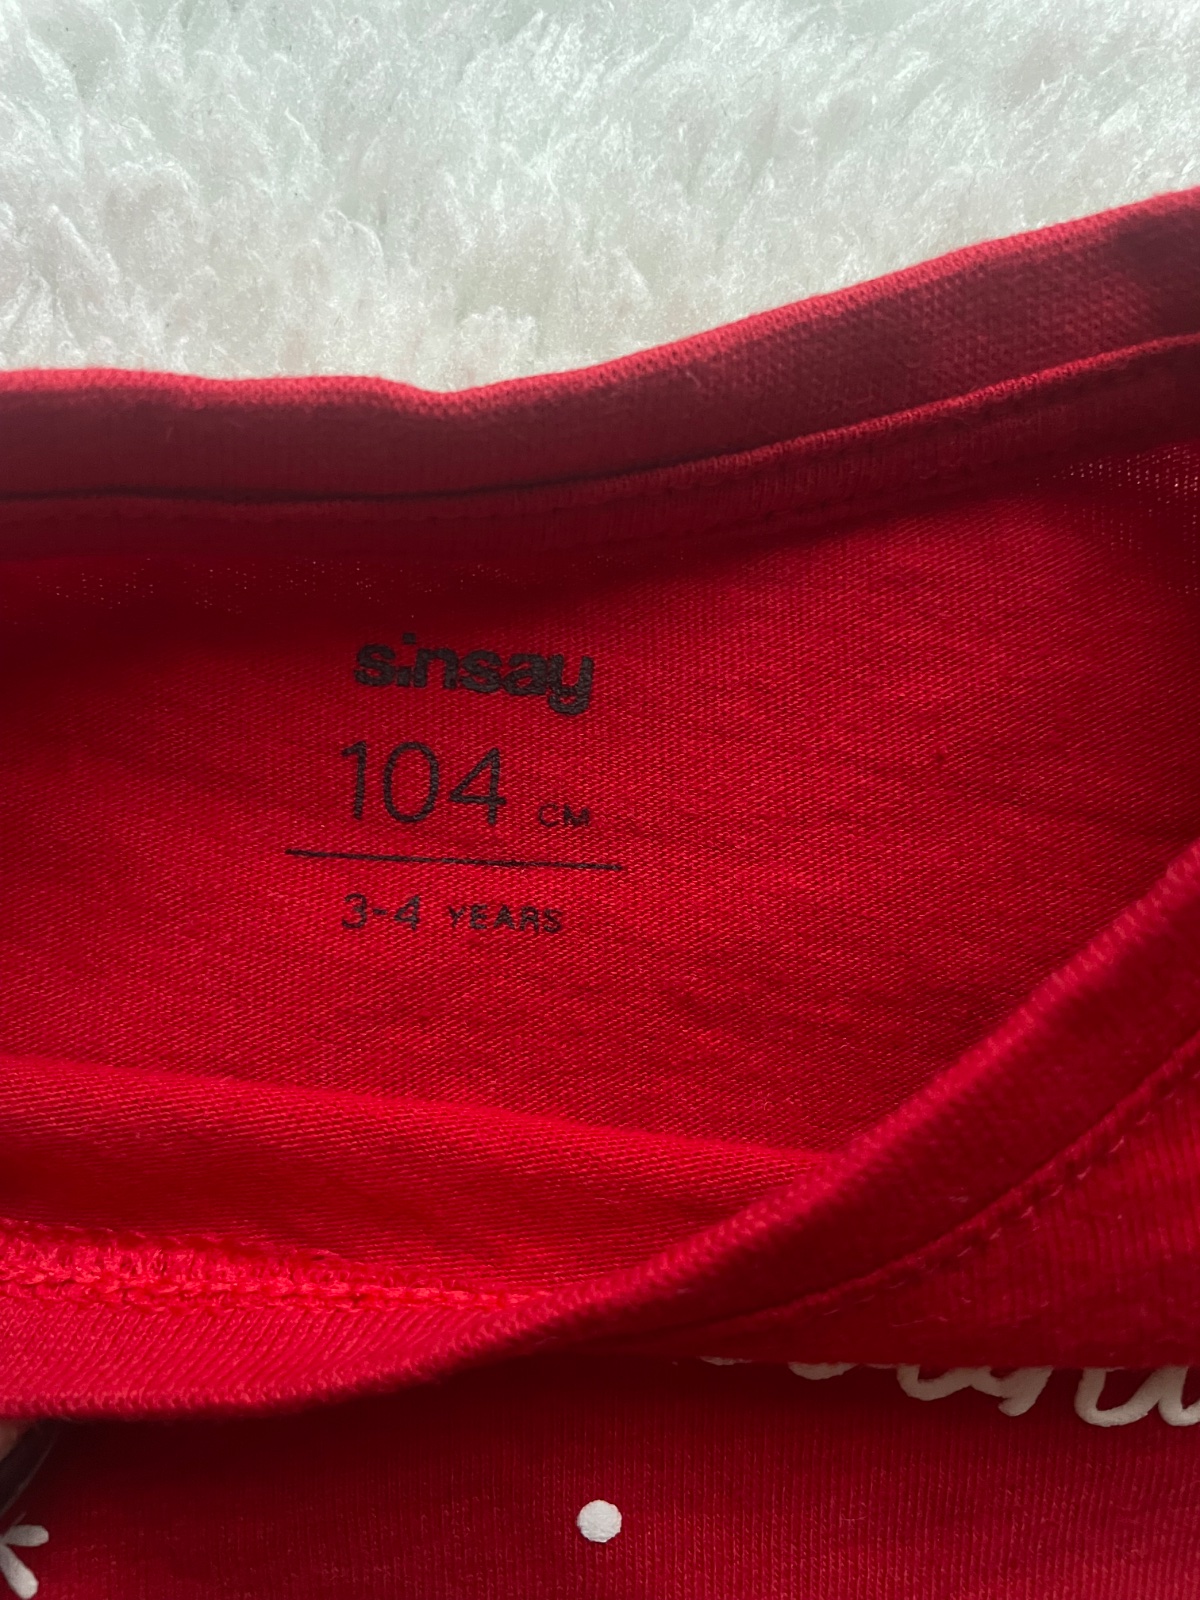 sinsay
104 CM
3-4 YEARS